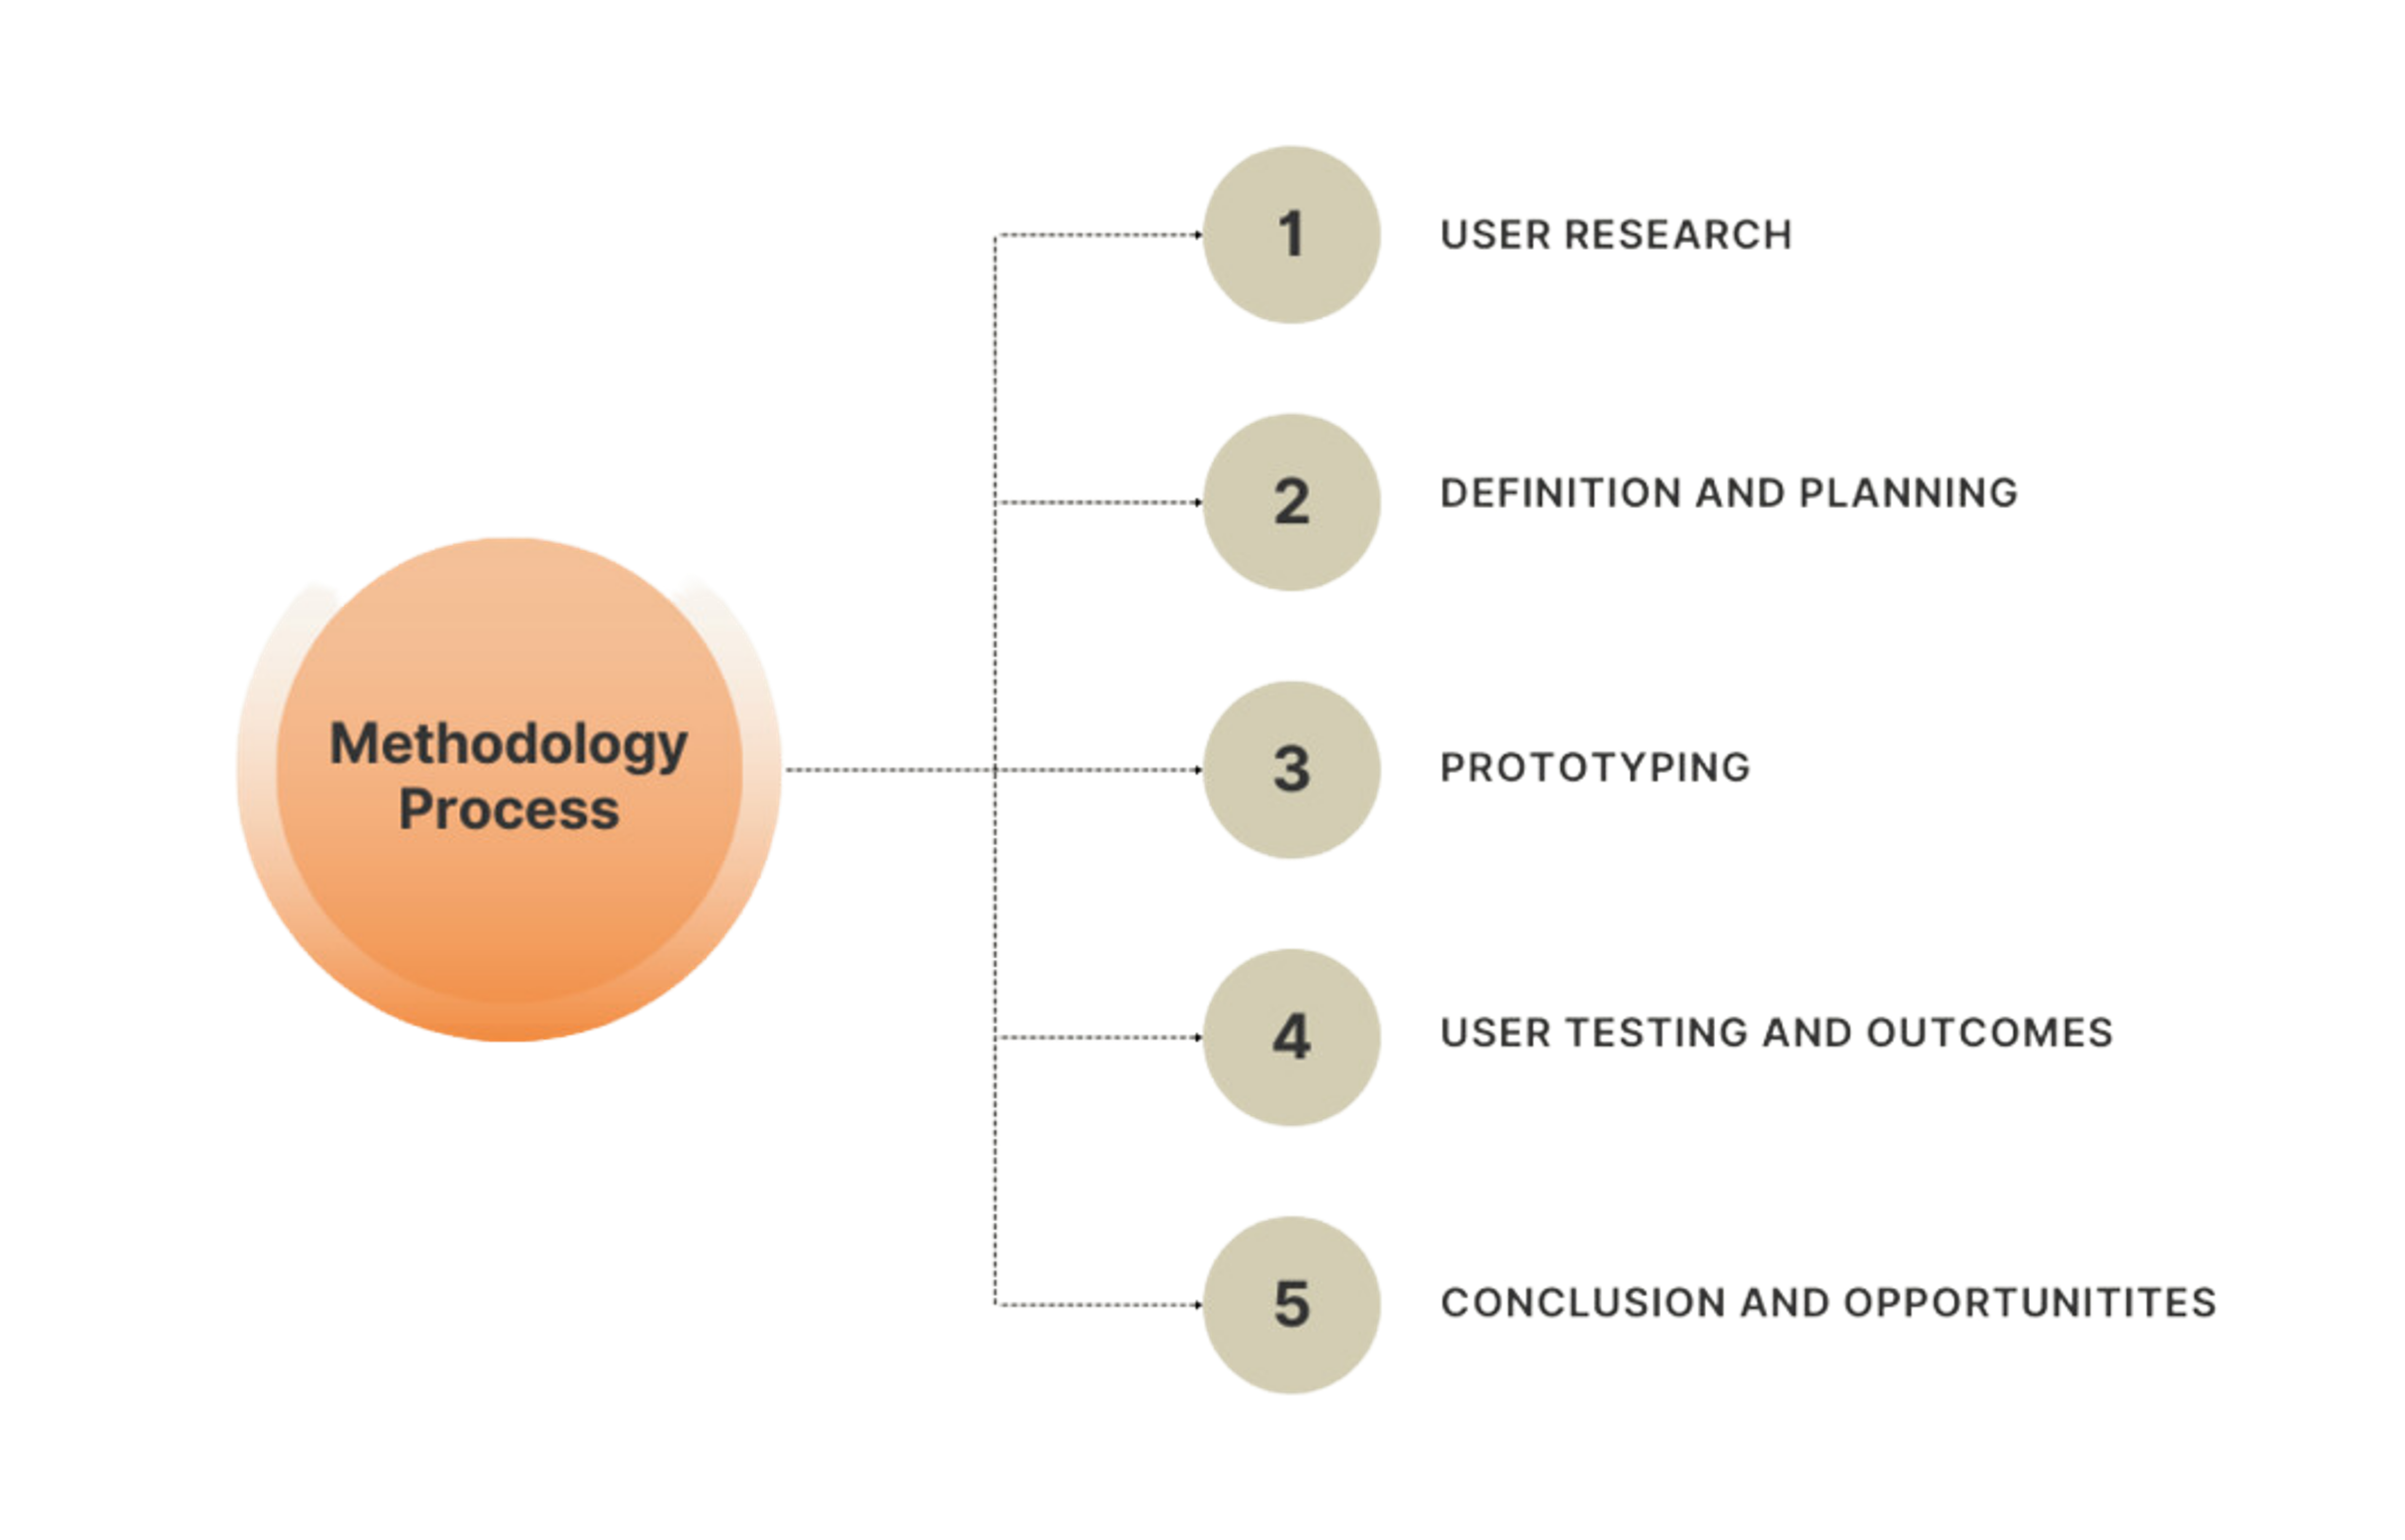 Methodology
Process
1
USER RESEARCH
2
DEFINITION AND PLANNING
3
PROTOTYPING
4
USER TESTING AND OUTCOMES
5
CONCLUSION AND OPPORTUNITITES